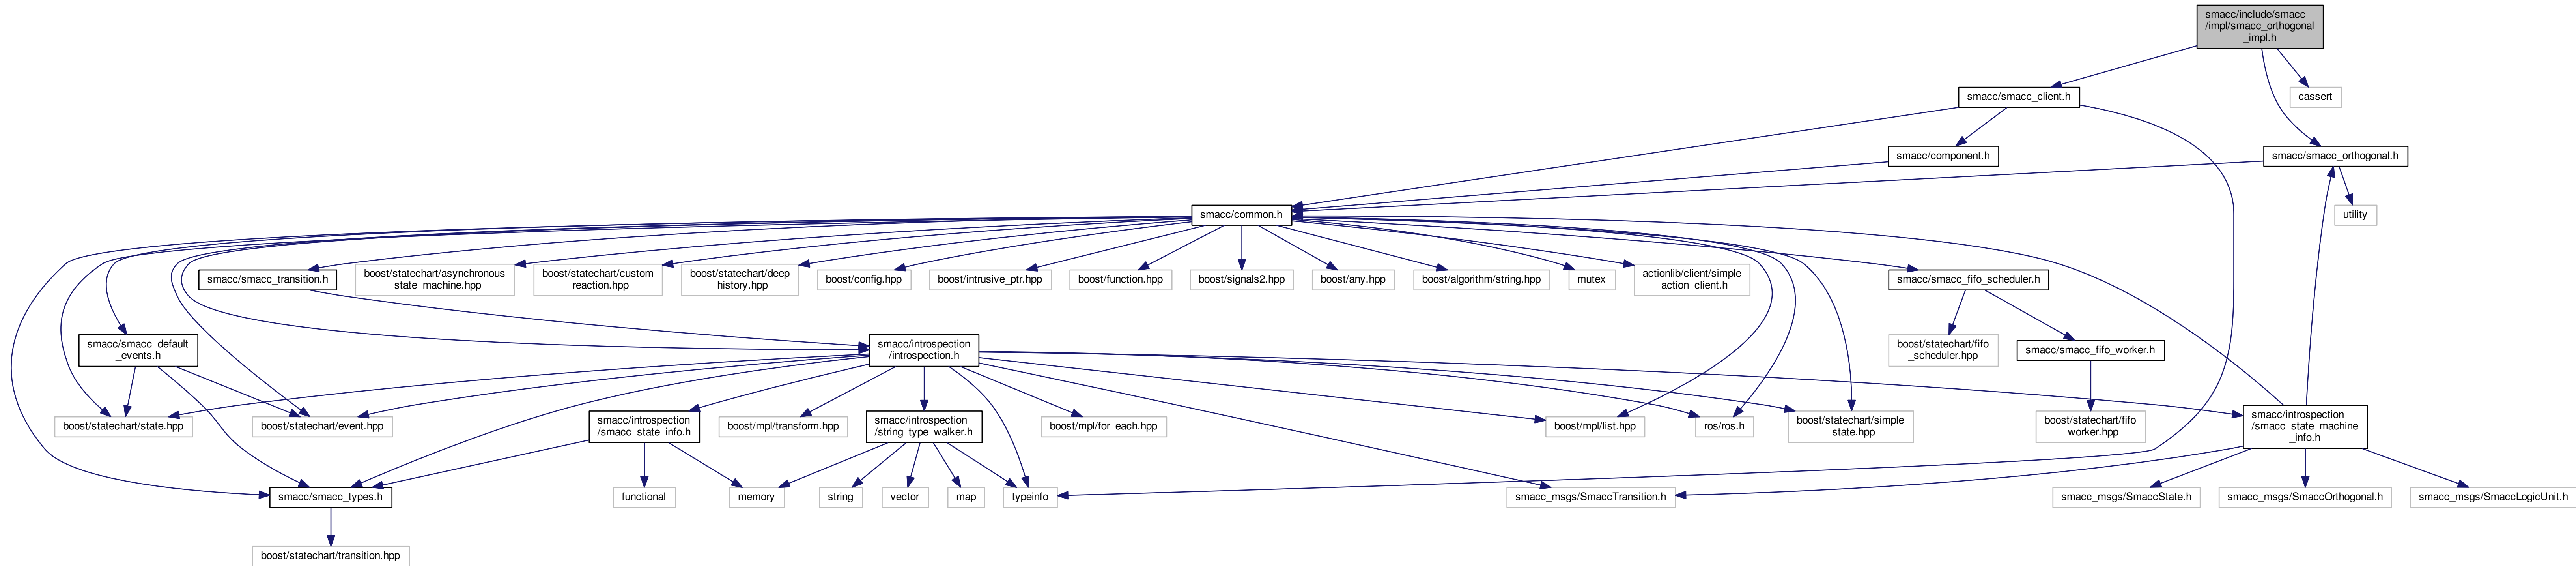 smacc/include/smacc
/impl/smacc_orthogonal
_impl.h
smacc/smacc_client.h
cassert
smacc/component.h
smacc/smacc_orthogonal.h
smacc/common.h
utility
smacc/smacc_transition.h
boost/statechart/asynchronous
_state_machine.hpp
boost/statechart/custom
_reaction.hpp
boost/statechart/deep
_history.hpp
boost/config.hpp
boost/intrusive_ptr.hpp
boost/function.hpp
boost/signals2.hpp
boost/any.hpp
boost/algorithm/string.hpp
mutex
actionlib/client/simple
_action_client.h
smacc/smacc_fifo_scheduler.h
smacc/smacc_default
_events.h
smacc/introspection
/introspection.h
boost/statechart/fifo
_scheduler.hpp
smacc/smacc_fifo_worker.h
boost/statechart/state.hpp
boost/statechart/event.hpp
smacc/introspection
/smacc_state_info.h
boost/mpl/transform.hpp
smacc/introspection
/string_type_walker.h
boost/mpl/for_each.hpp
boost/mpl/list.hpp
ros/ros.h
boost/statechart/simple
_state.hpp
boost/statechart/fifo
_worker.hpp
smacc/introspection
/smacc_state_machine
_info.h
smacc/smacc_types.h
functional
memory
string
vector
map
typeinfo
smacc_msgs/SmaccTransition.h
smacc_msgs/SmaccState.h
smacc_msgs/SmaccOrthogonal.h
smacc_msgs/SmaccLogicUnit.h
boost/statechart/transition.hpp